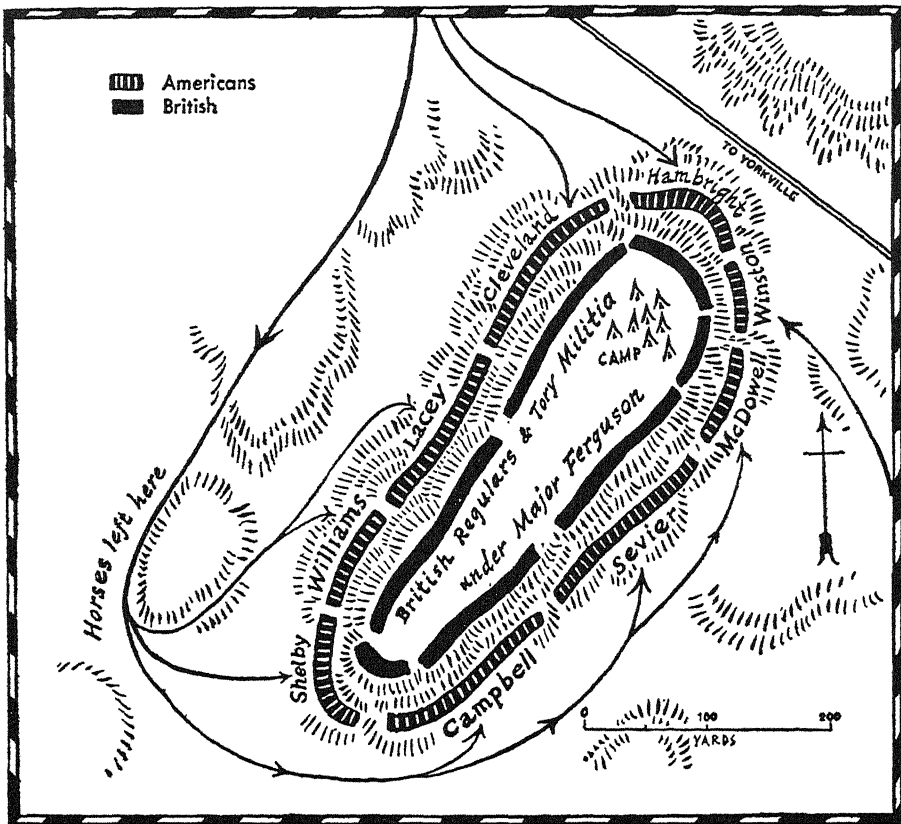 Americans
British
TO YORKVILLE
Hambright
Cleveland
Winston
CAMP
British Regulars & Tory Militia
under Major Ferguson
Lacey
McDowell
Williams
Sevier
Horses left here
Shelby
Campbell
0 100 200
YARDS